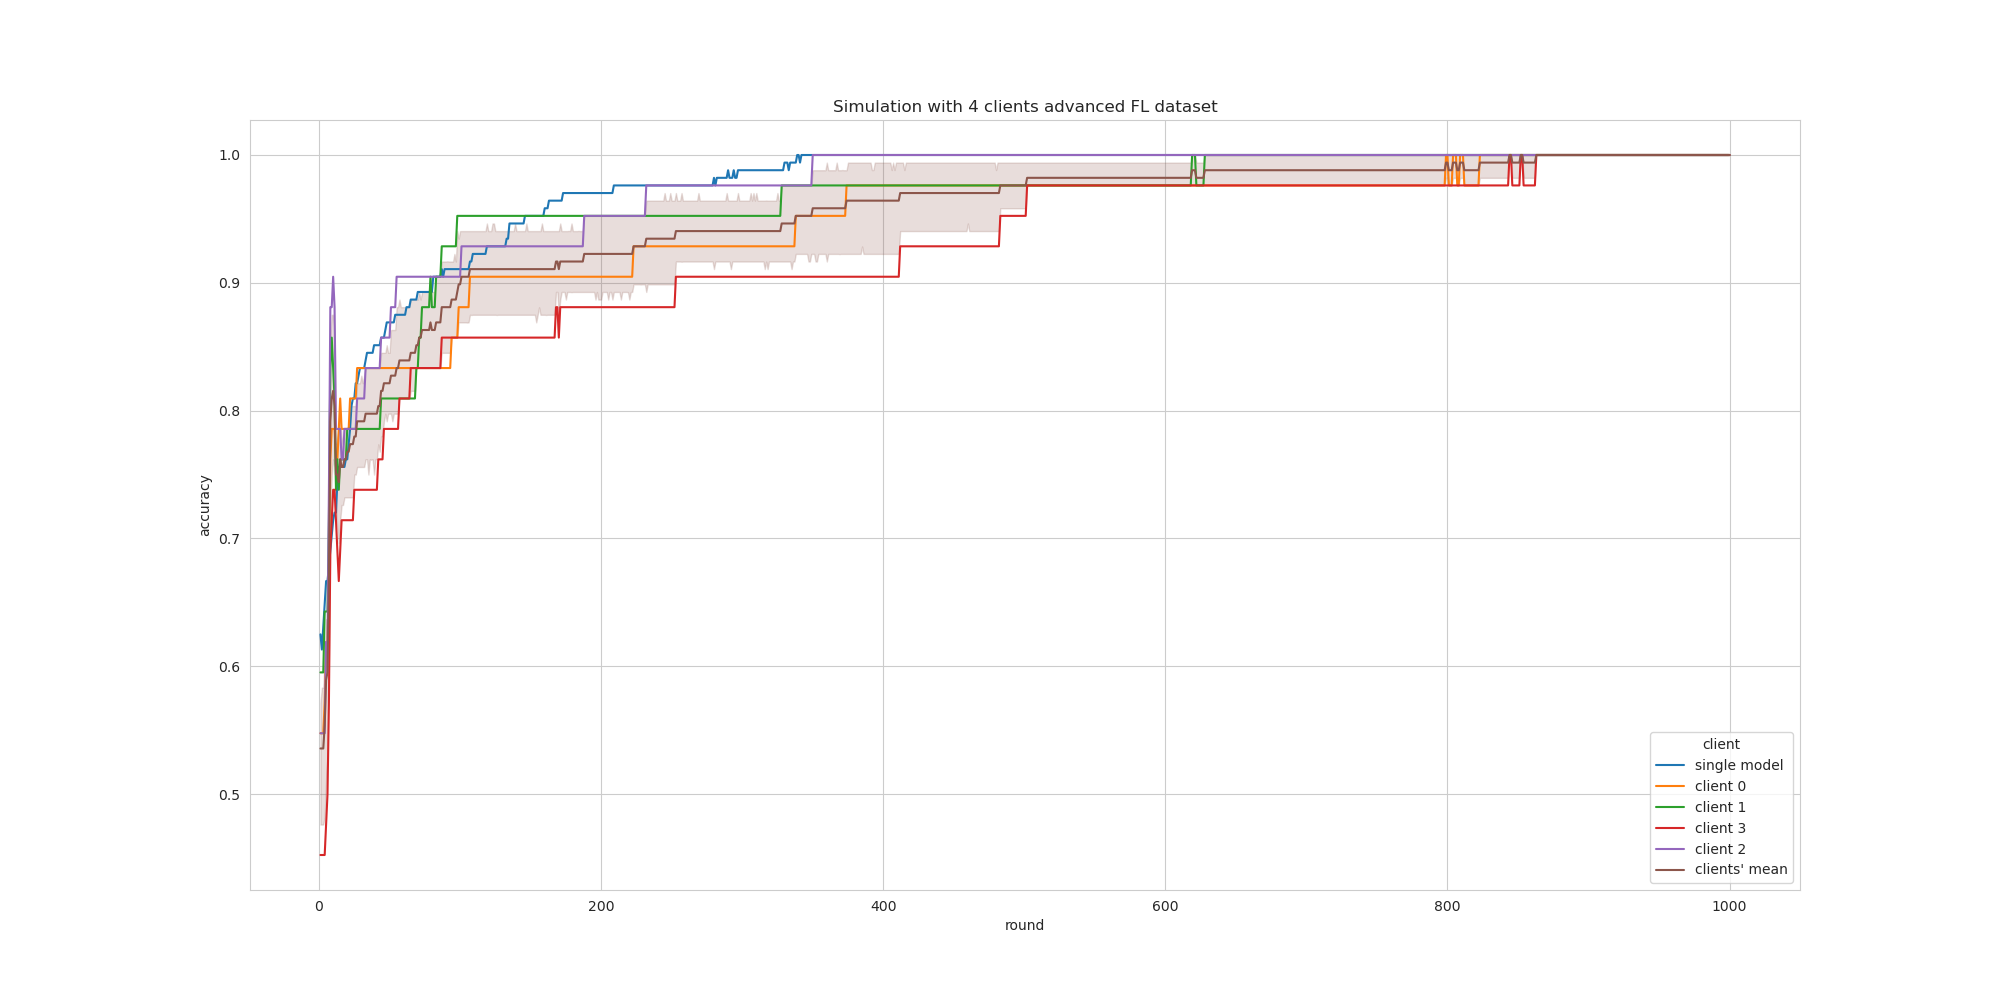 Simulation with 4 clients advanced FL dataset
accuracy
1.0
0.9
0.8
0.7
0.6
0.5
0
200
400
600
800
1000
round
client
single model
client 0
client 1
client 3
client 2
clients' mean